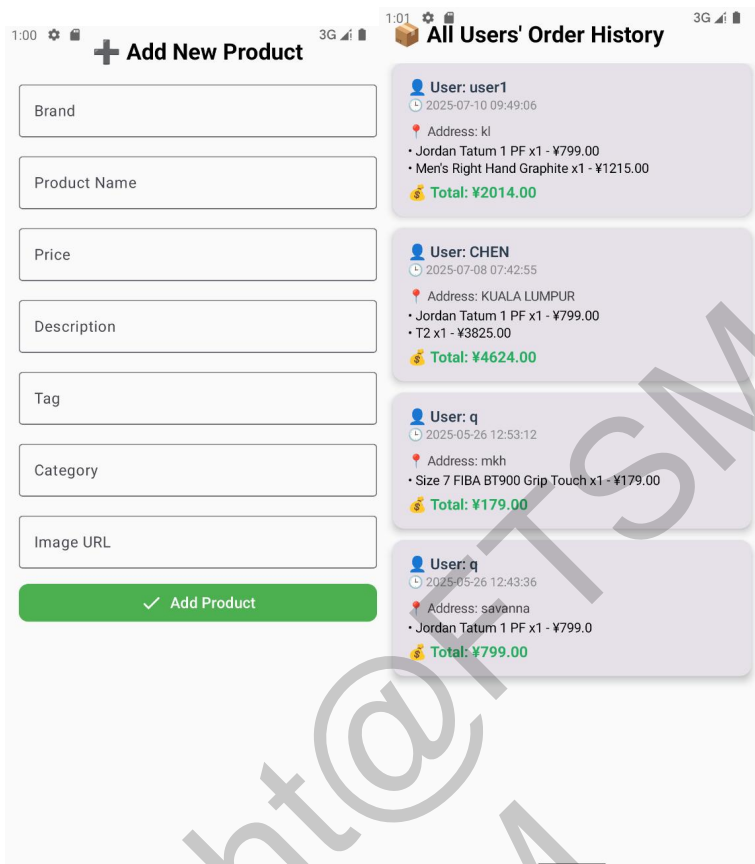 1:00
3G
➕ Add New Product
Brand
Product Name
Price
Description
Tag
Category
Image URL
✓ Add Product
1:01
3G
📦 All Users' Order History
👤 User: user1
🕒 2025-07-10 09:49:06
📍 Address: kl
• Jordan Tatum 1 PF x1 - ¥799.00
• Men's Right Hand Graphite x1 - ¥1215.00
💰 Total: ¥2014.00
👤 User: CHEN
🕒 2025-07-08 07:42:55
📍 Address: KUALA LUMPUR
• Jordan Tatum 1 PF x1 - ¥799.00
• T2 x1 - ¥3825.00
💰 Total: ¥4624.00
👤 User: q
🕒 2025-05-26 12:53:12
📍 Address: mkh
• Size 7 FIBA BT900 Grip Touch x1 - ¥179.00
💰 Total: ¥179.00
👤 User: q
🕒 2025-05-26 12:43:36
📍 Address: savanna
• Jordan Tatum 1 PF x1 - ¥799.0
💰 Total: ¥799.00
ht@FTSM